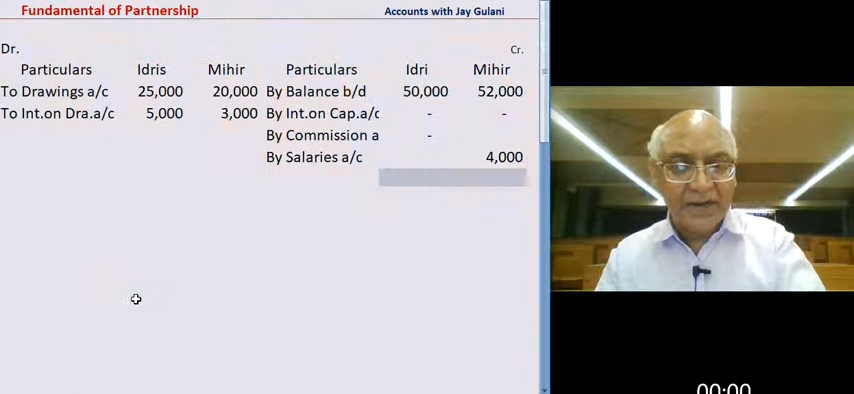 Fundamental of Partnership Accounts with Jay Gulani
Dr. Cr.
Particulars Idris Mihir Particulars Idri Mihir
To Drawings a/c 25,000 20,000 By Balance b/d 50,000 52,000
To Int.on Dra.a/c 5,000 3,000 By Int.on Cap.a/c - -
By Commission a -
By Salaries a/c 4,000
00:00